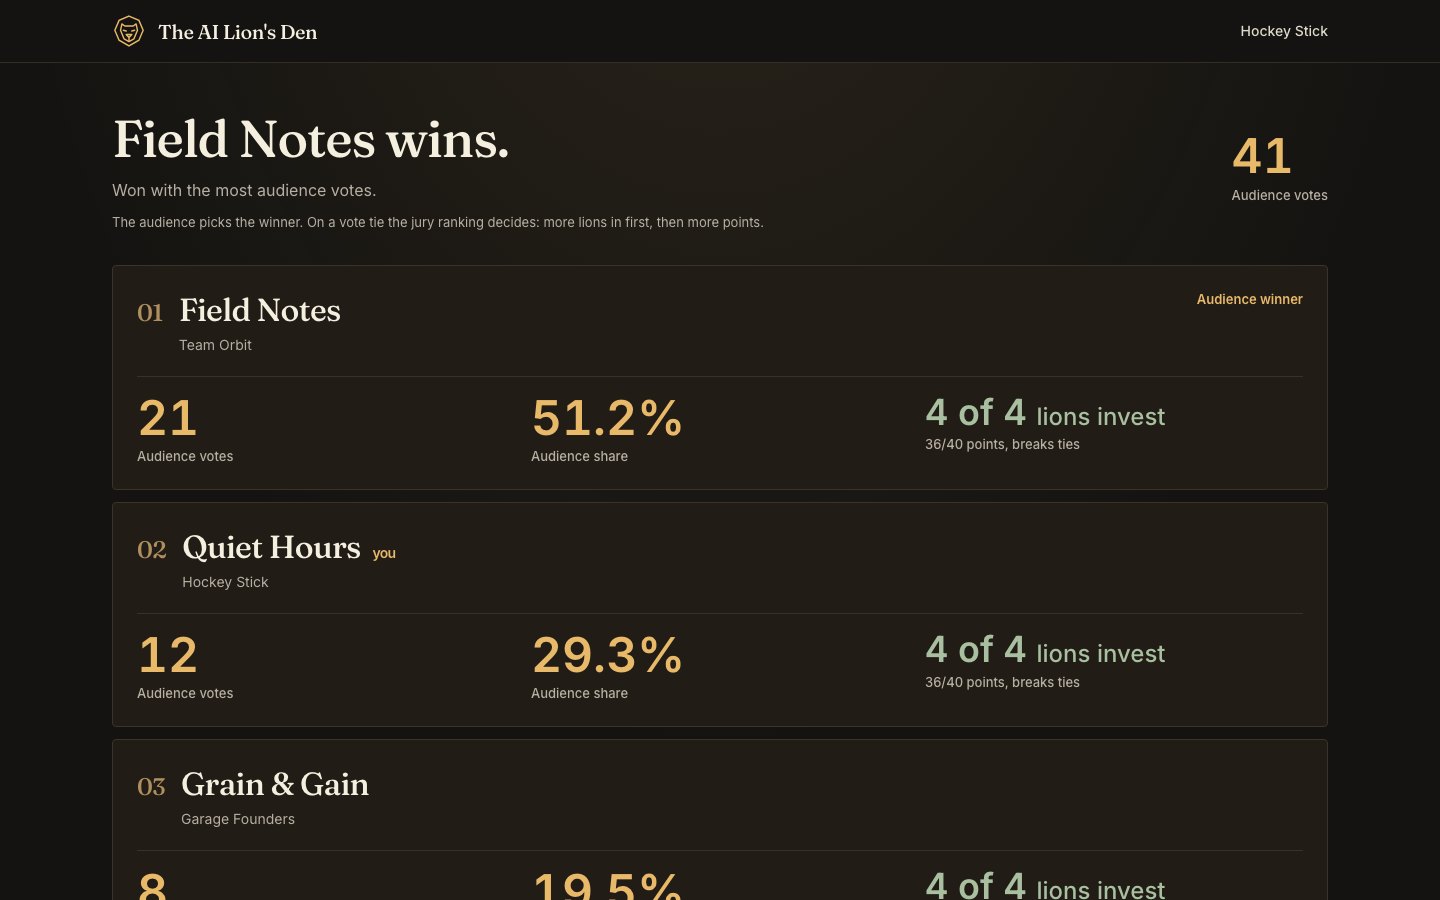 The AI Lion's Den
Hockey Stick
Field Notes wins.
Won with the most audience votes.
The audience picks the winner. On a vote tie the jury ranking decides: more lions in first, then more points.
41
Audience votes
01 Field Notes
Team Orbit
Audience winner
21
Audience votes
51.2%
Audience share
4 of 4 lions invest
36/40 points, breaks ties
02 Quiet Hours you
Hockey Stick
12
Audience votes
29.3%
Audience share
4 of 4 lions invest
36/40 points, breaks ties
03 Grain & Gain
Garage Founders
8
19.5%
4 of 4 lions invest